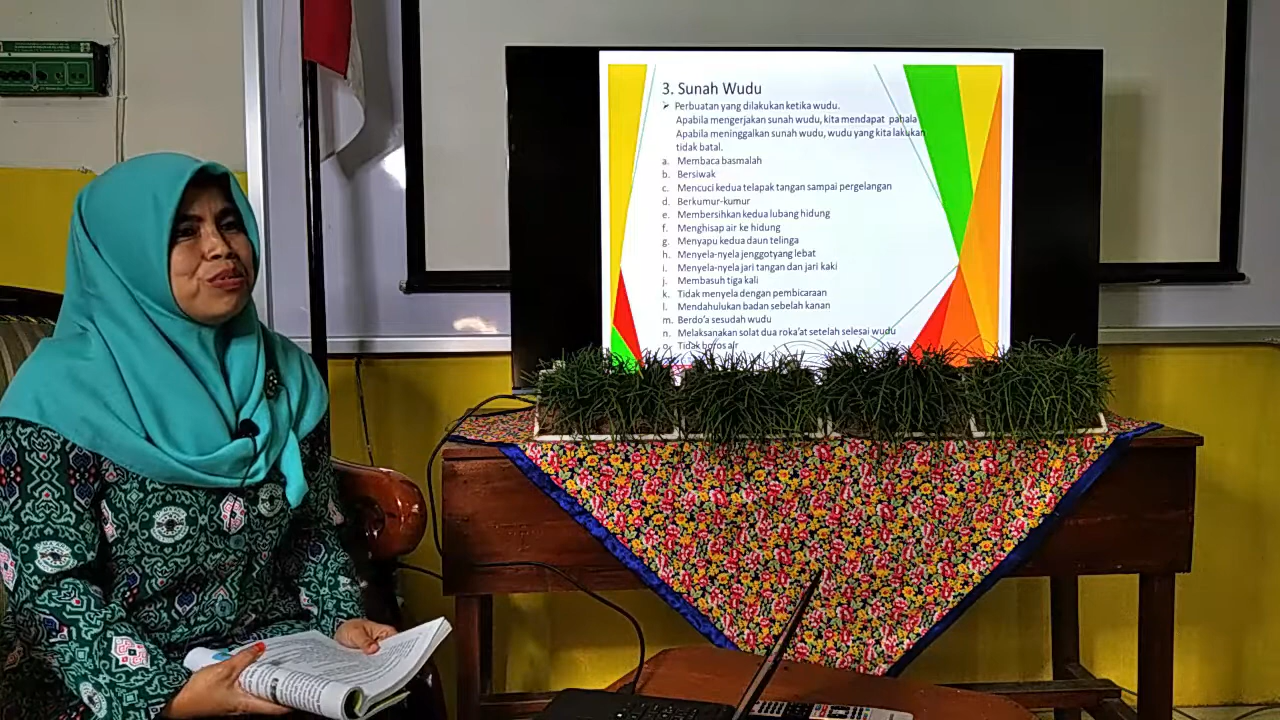 3. Sunah Wudu
➢ Perbuatan yang dilakukan ketika wudu.
Apabila mengerjakan sunah wudu, kita mendapat pahala
Apabila meninggalkan sunah wudu, wudu yang kita lakukan
tidak batal.
a. Membaca basmalah
b. Bersiwak
c. Mencuci kedua telapak tangan sampai pergelangan
d. Berkumur-kumur
e. Membersihkan kedua lubang hidung
f. Menghisap air ke hidung
g. Menyapu kedua daun telinga
h. Menyela-nyela jenggotyang lebat
i. Menyela-nyela jari tangan dan jari kaki
j. Membasuh tiga kali
k. Tidak menyela dengan pembicaraan
l. Mendahulukan badan sebelah kanan
m. Berdo'a sesudah wudu
n. Melaksanakan solat dua roka'at setelah selesai wudu
o. Tidak boros air